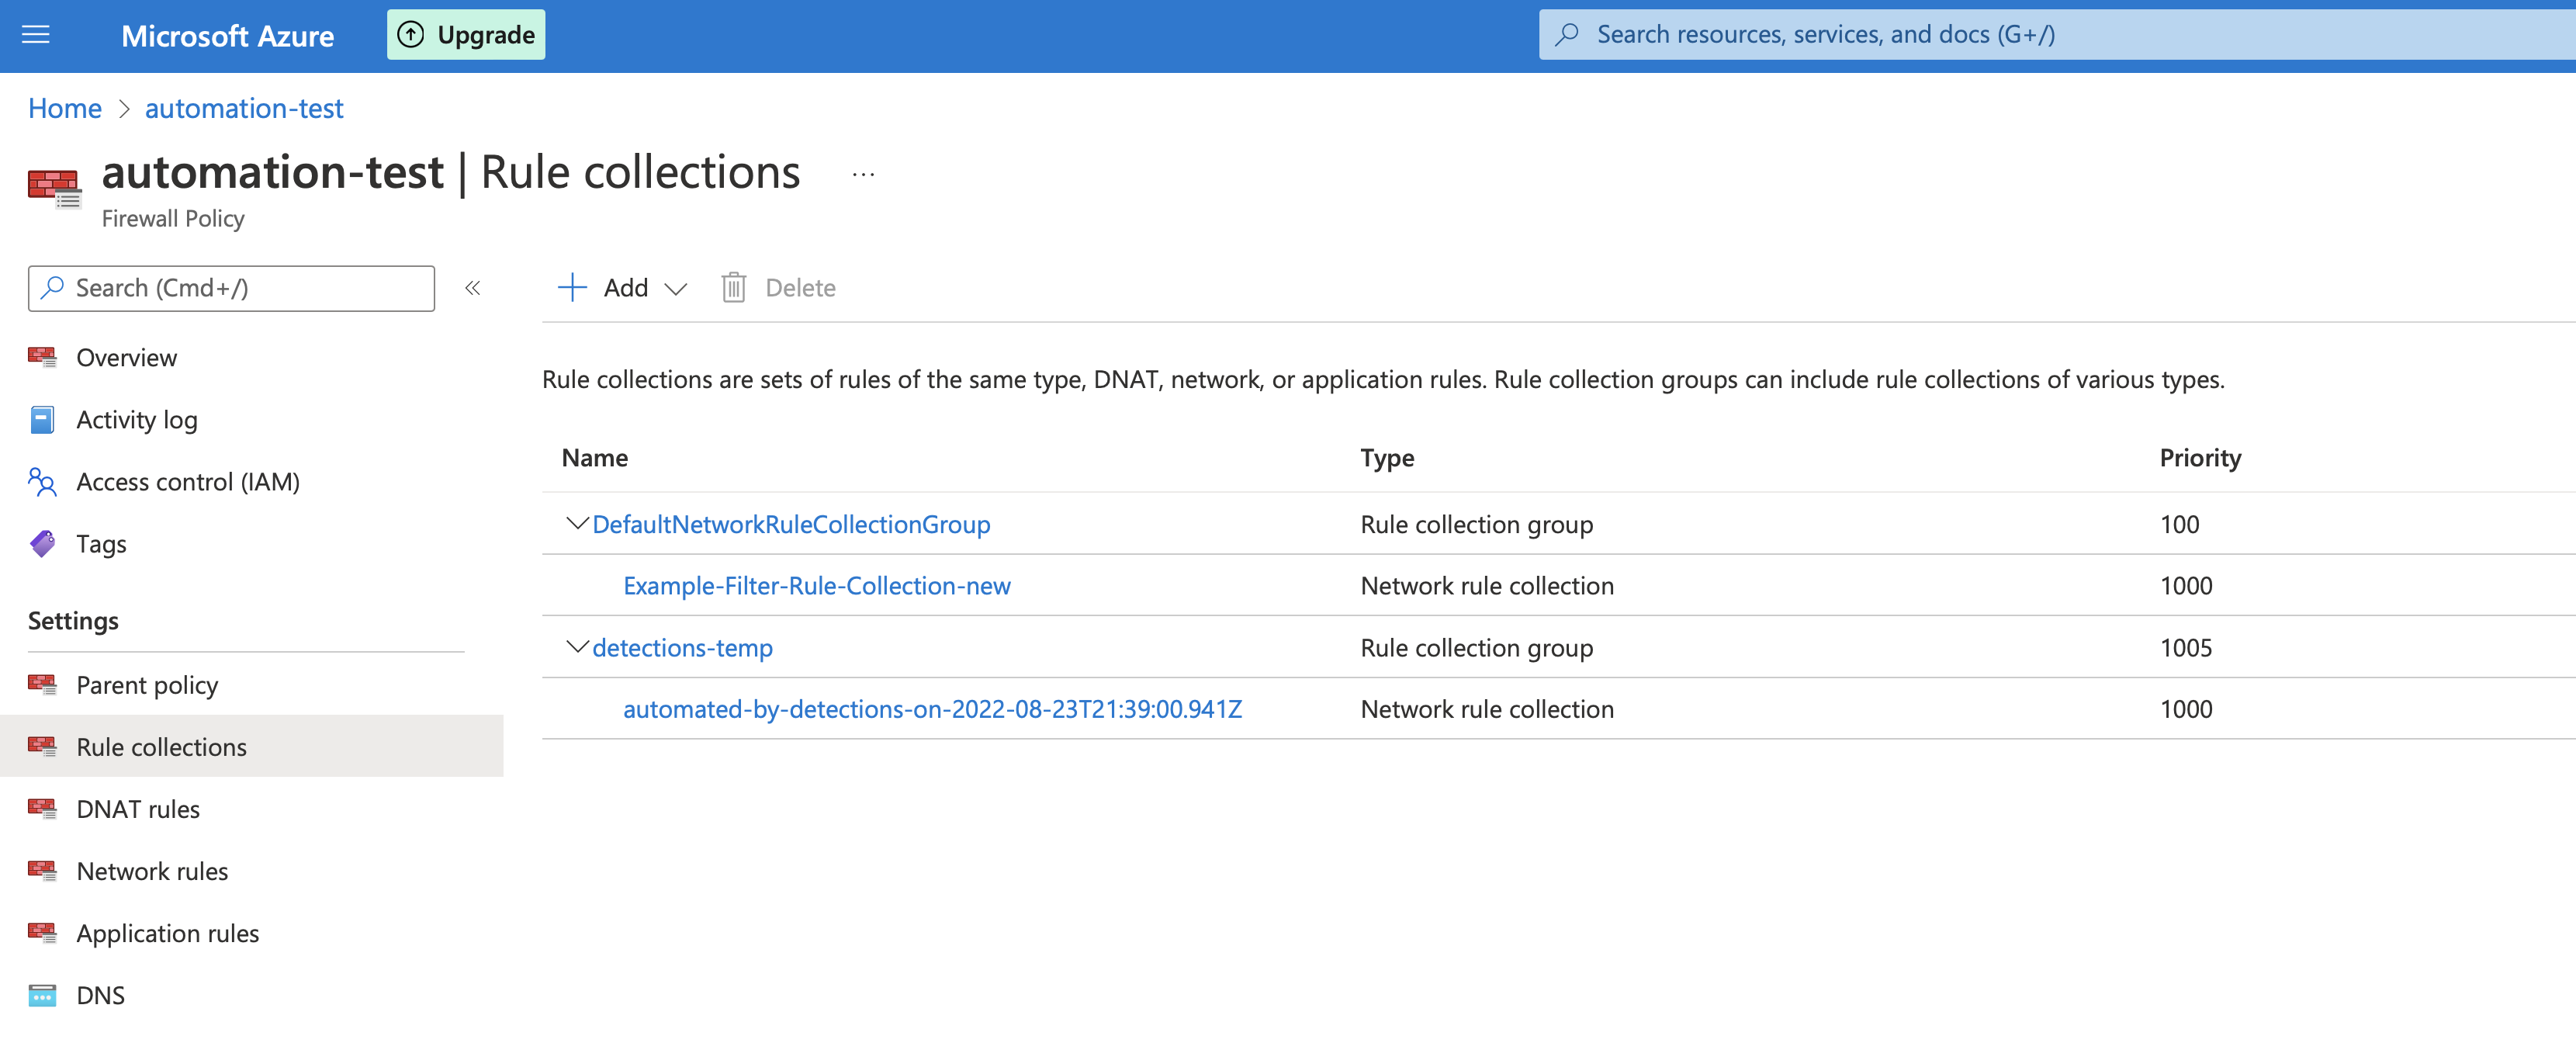 Microsoft Azure
Upgrade
Search resources, services, and docs (G+/)
Home > automation-test
automation-test | Rule collections ...
Firewall Policy
Search (Cmd+/)
«
Add
Delete
Overview
Activity log
Access control (IAM)
Tags
Settings
Parent policy
Rule collections
DNAT rules
Network rules
Application rules
DNS
Rule collections are sets of rules of the same type, DNAT, network, or application rules. Rule collection groups can include rule collections of various types.
Name Type Priority
DefaultNetworkRuleCollectionGroup Rule collection group 100
Example-Filter-Rule-Collection-new Network rule collection 1000
detections-temp Rule collection group 1005
automated-by-detections-on-2022-08-23T21:39:00.941Z Network rule collection 1000